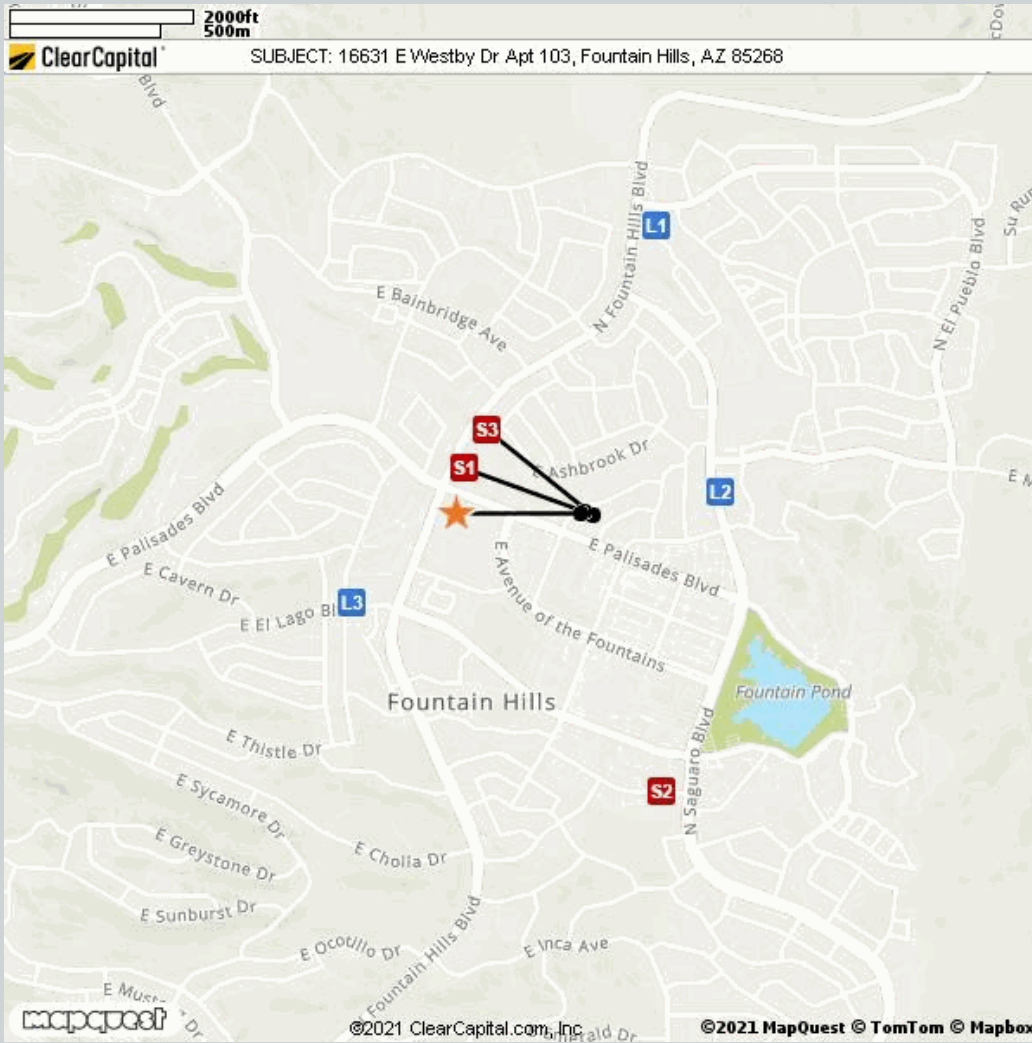 2000ft
500m
ClearCapital
SUBJECT: 16631 E Westby Dr Apt 103, Fountain Hills, AZ 85268
Blvd
N Fountain Hills Blvd
L1
N El Pueblo Blvd
E Bainbridge Ave
S3
E Ashbrook Dr
S1
L2
E Palisades Blvd
E Palisades Blvd
E Cavern Dr
E Avenue of the Fountains
E El Lago Bl
L3
Fountain Hills
Fountain Pond
E Thistle Dr
N Saguaro Blvd
S2
E Sycamore Dr
E Greystone Dr
E Cholla Dr
E Sunburst Dr
E Ocotillo Dr
E Inca Ave
Fountain Hills Blvd
E Must
Dr
mapquest
©2021 ClearCapital.com, Inc
©2021 MapQuest © TomTom © Mapbox